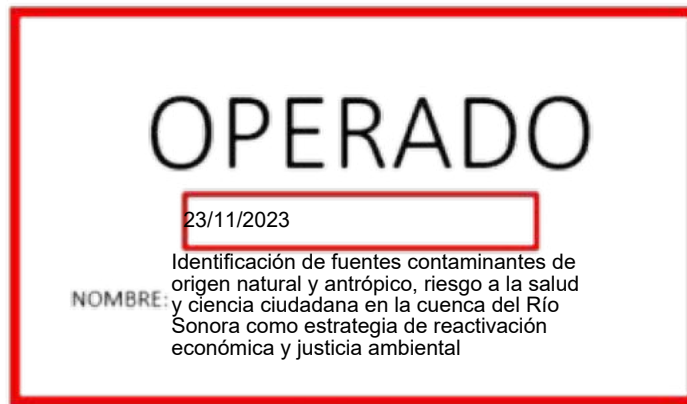 OPERADO
23/11/2023
NOMBRE: Identificación de fuentes contaminantes de
origen natural y antrópico, riesgo a la salud
y ciencia ciudadana en la cuenca del Río
Sonora como estrategia de reactivación
económica y justicia ambiental